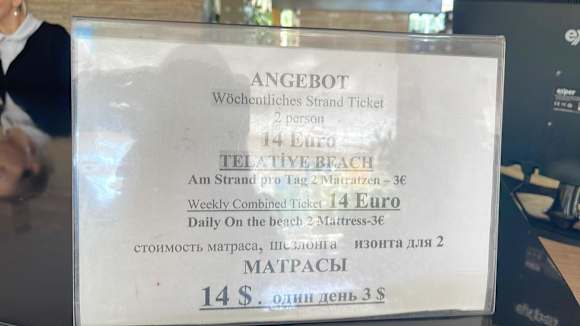 ANGEBOT
Wöchentliches Strand Ticket
2 person
14 Euro
TELATİYE BEACH
Am Strand pro Tag 2 Matratzen – 3€
Weekly Combined Ticket 14 Euro
Daily On the beach 2 Mattress-3€
стоимость матраса, шезлонга изонта для 2
МАТРАСЫ
14 $. один день 3 $